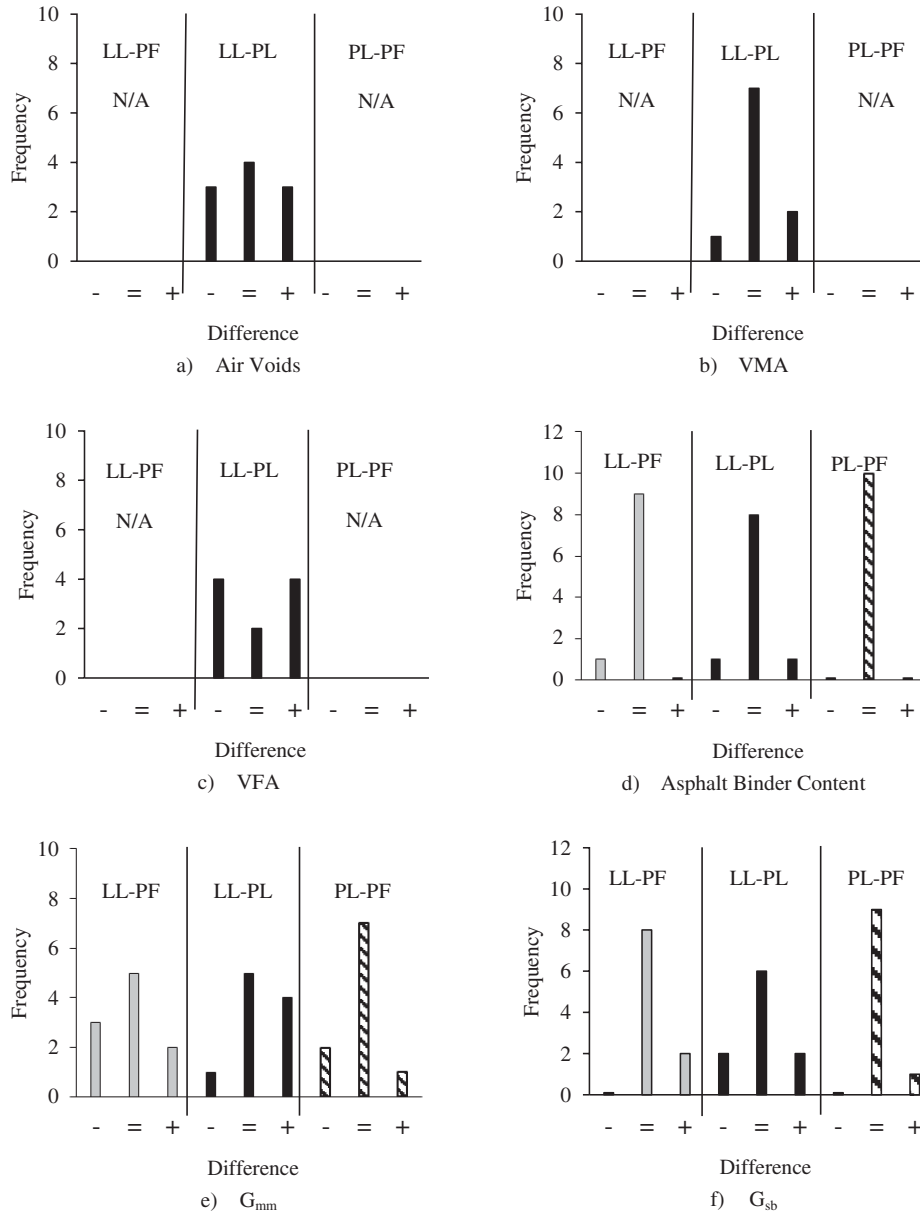 10
8
6
4
2
0
Frequency
LL-PF
LL-PL
PL-PF
N/A
N/A
- = + - = + - = +
Difference
a) Air Voids
10
8
6
4
2
0
Frequency
LL-PF
LL-PL
PL-PF
N/A
N/A
- = + - = + - = +
Difference
b) VMA
10
8
6
4
2
0
Frequency
LL-PF
LL-PL
PL-PF
N/A
N/A
- = + - = + - = +
Difference
c) VFA
12
10
8
6
4
2
0
Frequency
LL-PF
LL-PL
PL-PF
- = + - = + - = +
Difference
d) Asphalt Binder Content
10
8
6
4
2
0
Frequency
LL-PF
LL-PL
PL-PF
- = + - = + - = +
Difference
e) Gmm
12
10
8
6
4
2
0
Frequency
LL-PF
LL-PL
PL-PF
- = + - = + - = +
Difference
f) Gsb